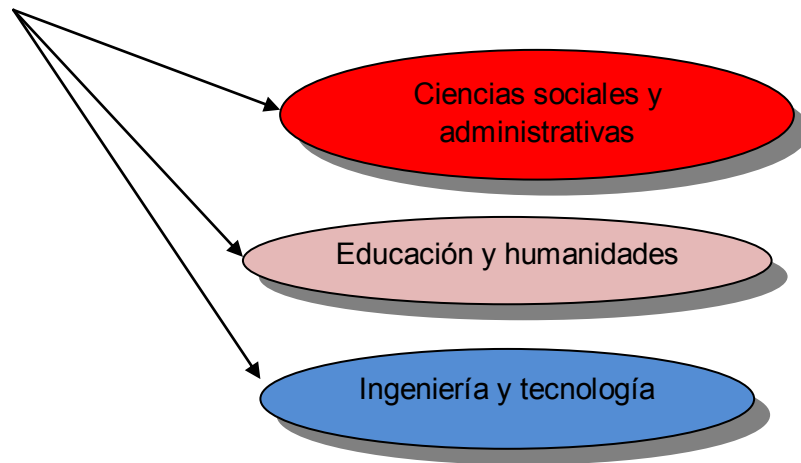 Ciencias sociales y
administrativas
Educación y humanidades
Ingeniería y tecnología